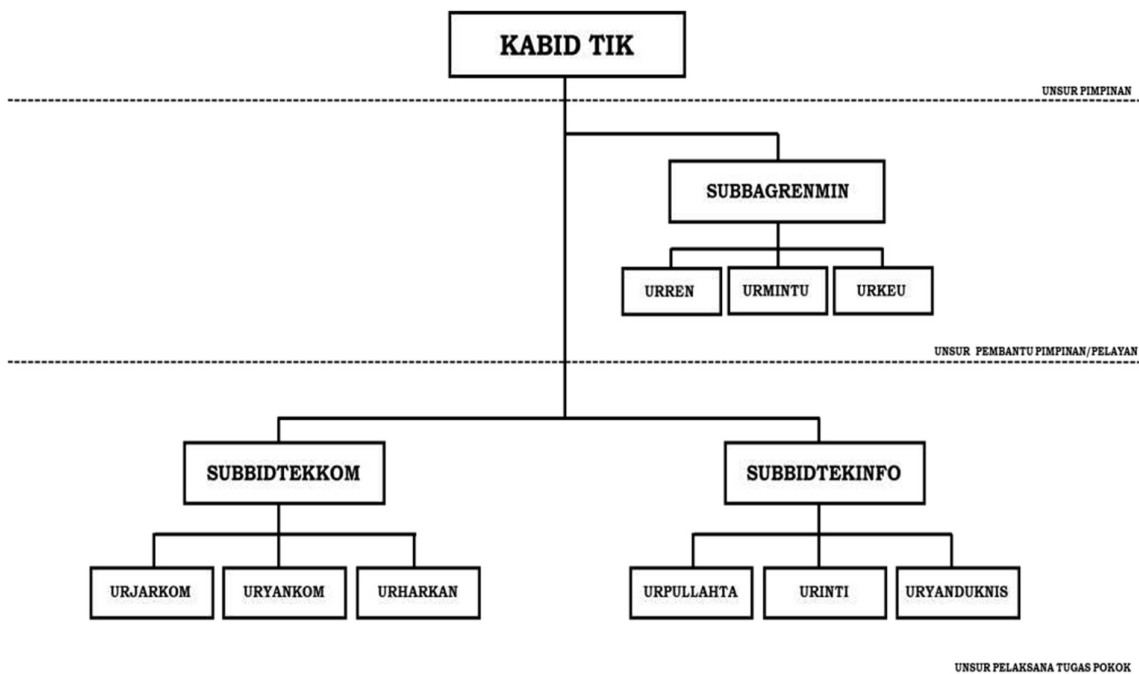 KABID TIK
UNSUR PIMPINAN
SUBBAGRENMIN
URREN
URMINTU
URKEU
UNSUR PEMBANTU PIMPINAN/PELAYAN
SUBBIDTEKKOM
SUBBIDTEKINFO
URJARKOM
URYANKOM
URHARKAN
URPULLAHTA
URINTI
URYANDUKNIS
UNSUR PELAKSANA TUGAS POKOK